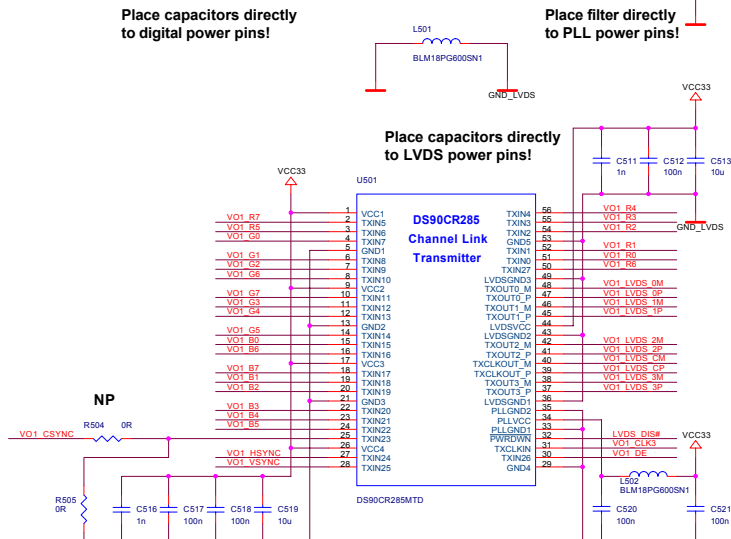 Place capacitors directly
to digital power pins!
Place filter directly
to PLL power pins!
L501
BLM18PG600SN1
GND_LVDS
VCC33
Place capacitors directly
to LVDS power pins!
C511
1n
C512
100n
C513
10u
GND_LVDS
VCC33
U501
DS90CR285
Channel Link
Transmitter
VO1_R7
VO1_R5
VO1_G0
VO1_G1
VO1_G2
VO1_G6
VO1_G7
VO1_G3
VO1_G4
VO1_G5
VO1_B0
VO1_B6
VO1_B7
VO1_B1
VO1_B2
VO1_B3
VO1_B4
VO1_B5
VO1_HSYNC
VO1_VSYNC
1 VCC1
2 TXIN5
3 TXIN6
4 TXIN7
5 GND1
6 TXIN8
7 TXIN9
8 TXIN10
9 VCC2
10 TXIN11
11 TXIN12
12 TXIN13
13 GND2
14 TXIN14
15 TXIN15
16 TXIN16
17 VCC3
18 TXIN17
19 TXIN18
20 TXIN19
21 GND3
22 TXIN20
23 TXIN21
24 TXIN22
25 TXIN23
26 VCC4
27 TXIN24
28 TXIN25
TXIN4 56
TXIN3 55
TXIN2 54
GND5 53
TXIN1 52
TXIN0 51
TXIN27 50
LVDSGND3 49
TXOUT0_M 48
TXOUT0_P 47
TXOUT1_M 46
TXOUT1_P 45
LVDSVCC 44
LVDSGND2 43
TXOUT2_M 42
TXOUT2_P 41
TXCLKOUT_M 40
TXCLKOUT_P 39
TXOUT3_M 38
TXOUT3_P 37
LVDSGND1 36
PLLGND2 35
PLLVCC 34
PLLGND1 33
PWRDWN 32
TXCLKIN 31
TXIN26 30
GND4 29
VO1_R4
VO1_R3
VO1_R2
VO1_R1
VO1_R0
VO1_R6
VO1_LVDS_0M
VO1_LVDS_0P
VO1_LVDS_1M
VO1_LVDS_1P
VO1_LVDS_2M
VO1_LVDS_2P
VO1_LVDS_CM
VO1_LVDS_CP
VO1_LVDS_3M
VO1_LVDS_3P
LVDS_DIS#
VO1_CLK3
VO1_DE
DS90CR285MTD
NP
R504 0R
VO1_CSYNC
R505
0R
C516
1n
C517
100n
C518
100n
C519
10u
VCC33
L502
BLM18PG600SN1
C520
100n
C521
100n